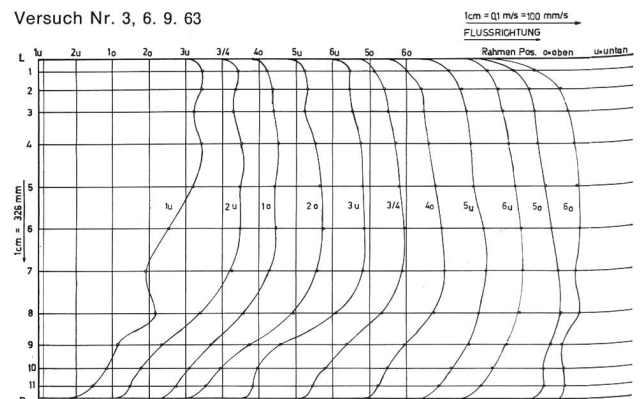 Versuch Nr. 3, 6. 9. 63
1cm = 0,1 m/s = 100 mm/s
FLUSSRICHTUNG
Rahmen Pos. o=oben u=unten
1u 2u 1o 2o 3u 3/4 4o 5u 6u 5o 6o
L
1
2
3
4
5
6
7
8
9
10
11
1cm = 326 mm
1u 2u 1o 2o 3u 3/4 4o 5u 6u 5o 6o